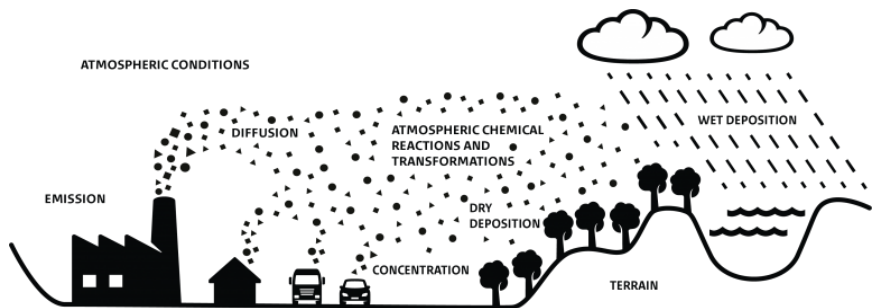 ATMOSPHERIC CONDITIONS
DIFFUSION
ATMOSPHERIC CHEMICAL
REACTIONS AND
TRANSFORMATIONS
WET DEPOSITION
EMISSION
DRY
DEPOSITION
CONCENTRATION
TERRAIN